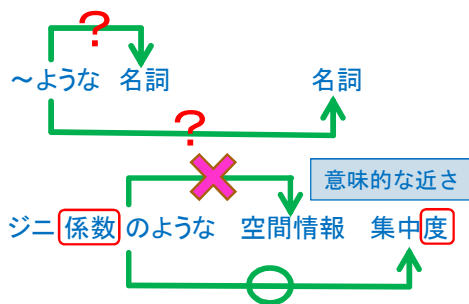 ?
～ような 名詞 名詞
?
意味的な近さ
ジニ係数のような 空間情報 集中度